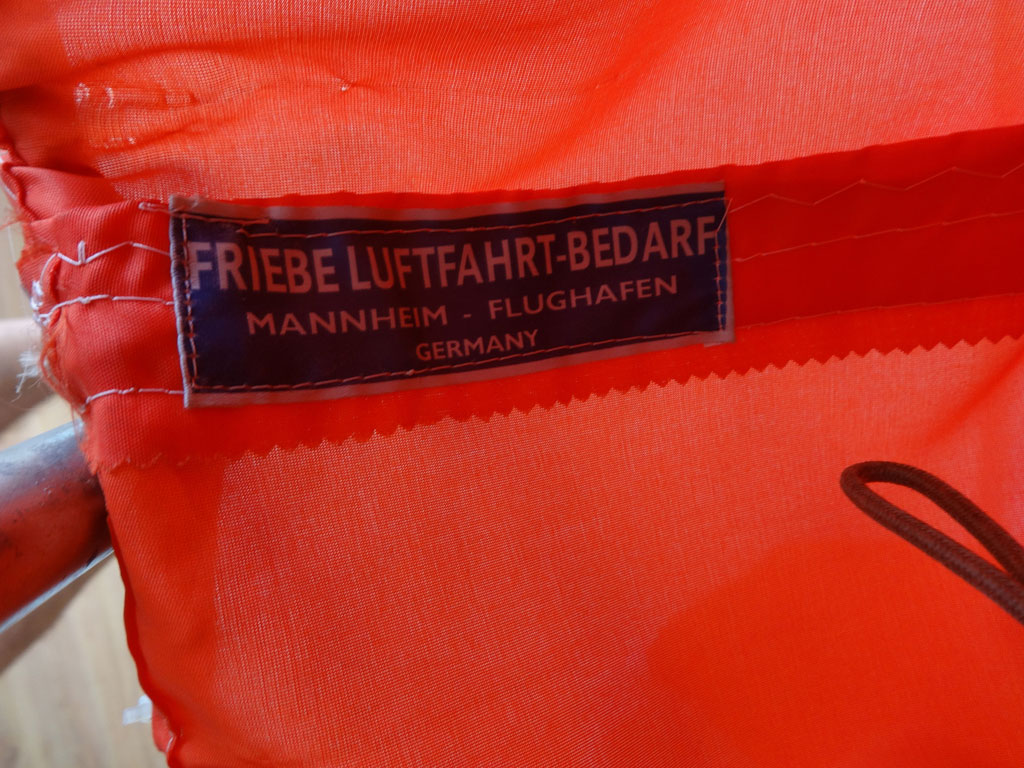 FRIEBE LUFTFAHRT-BEDARF
MANNHEIM - FLUGHAFEN
GERMANY